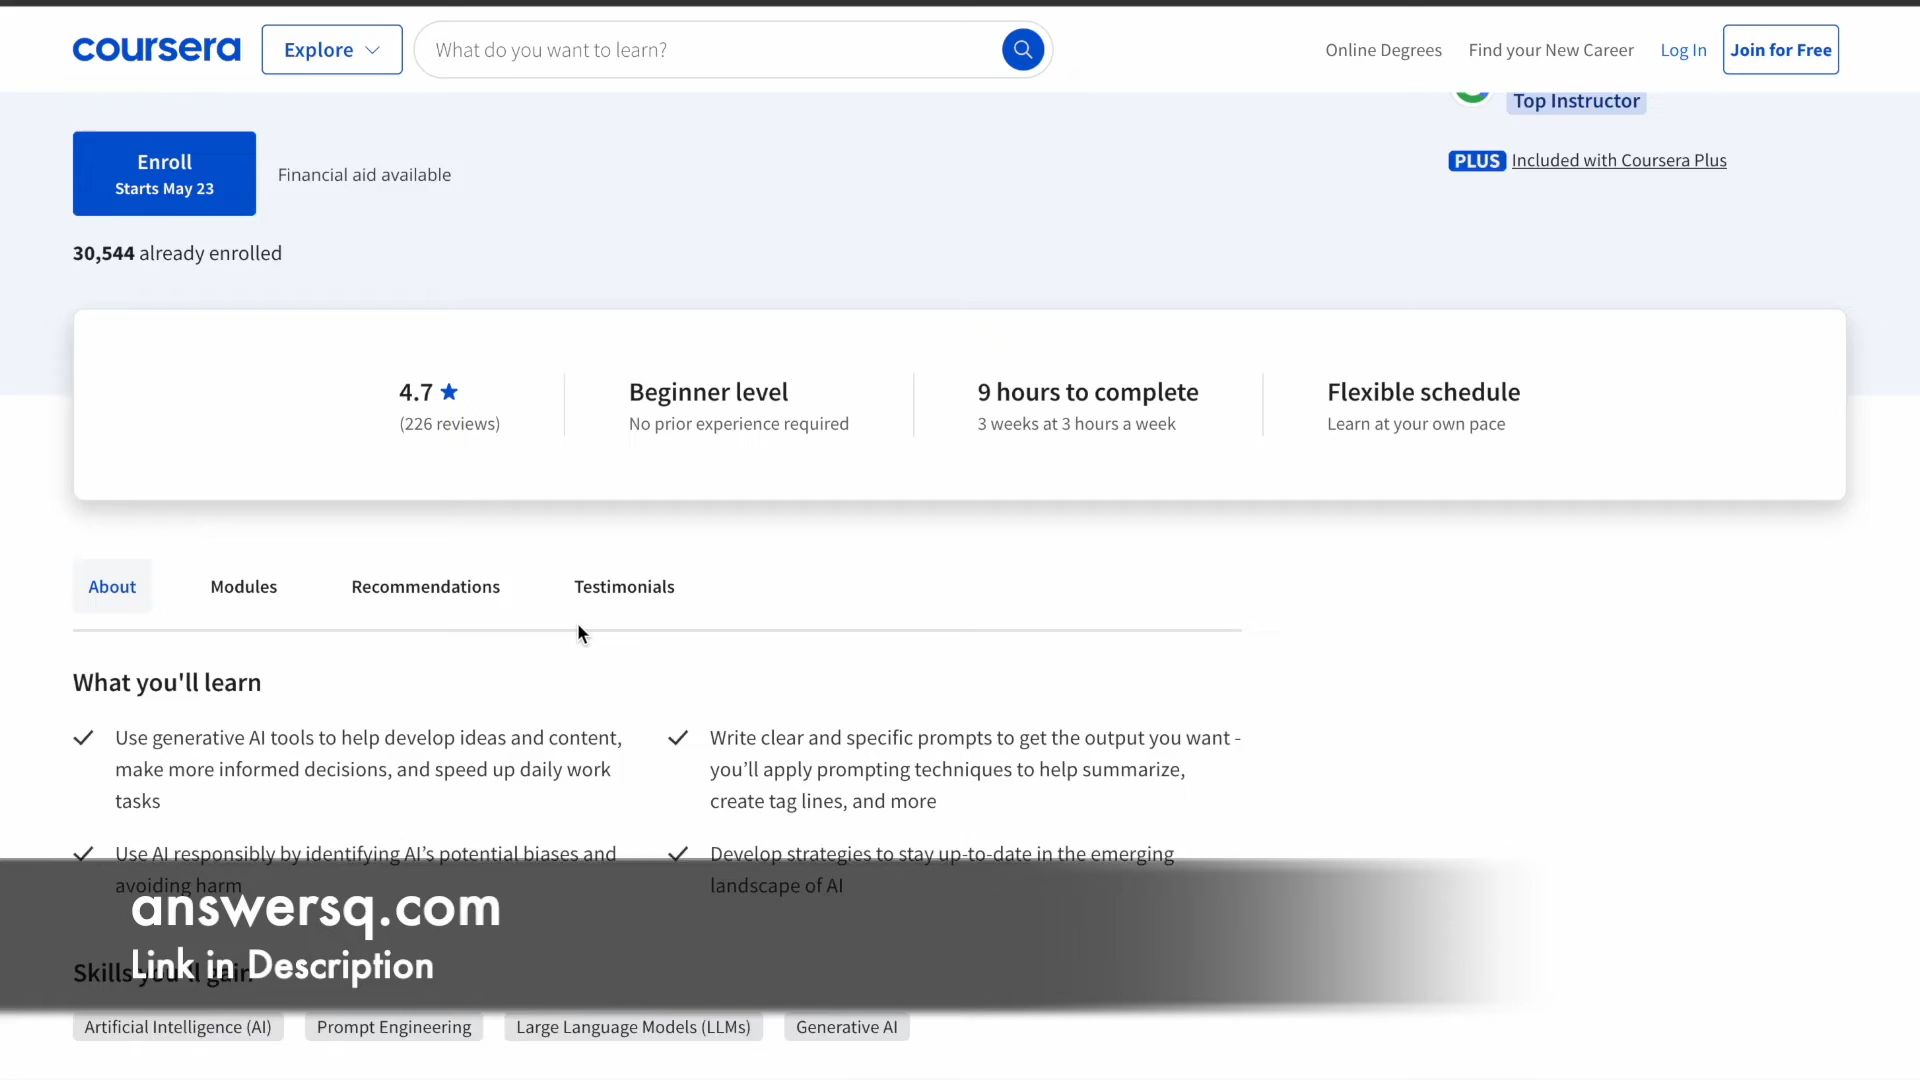 coursera
Explore
What do you want to learn?
Online Degrees
Find your New Career
Log In
Join for Free
Top Instructor
Enroll
Starts May 23
Financial aid available
PLUS Included with Coursera Plus
30,544 already enrolled
4.7
(226 reviews)
Beginner level
No prior experience required
9 hours to complete
3 weeks at 3 hours a week
Flexible schedule
Learn at your own pace
About
Modules
Recommendations
Testimonials
What you'll learn
Use generative AI tools to help develop ideas and content,
make more informed decisions, and speed up daily work
tasks
Write clear and specific prompts to get the output you want -
you’ll apply prompting techniques to help summarize,
create tag lines, and more
Use AI responsibly by identifying AI’s potential biases and
avoiding harm
Develop strategies to stay up-to-date in the emerging
landscape of AI
answersq.com
Link in Description
Skills you'll gain
Artificial Intelligence (AI)
Prompt Engineering
Large Language Models (LLMs)
Generative AI